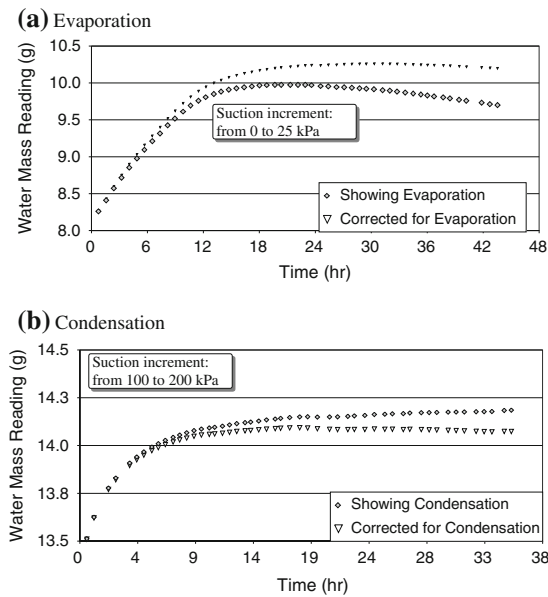 (a) Evaporation
Water Mass Reading (g)
10.5
10.0
9.5
9.0
8.5
8.0
Suction increment:
from 0 to 25 kPa
Showing Evaporation
Corrected for Evaporation
0 6 12 18 24 30 36 42 48
Time (hr)
(b) Condensation
Water Mass Reading (g)
14.5
14.3
14.0
13.8
13.5
Suction increment:
from 100 to 200 kPa
Showing Condensation
Corrected for Condensation
0 4 9 14 19 24 28 33 38
Time (hr)